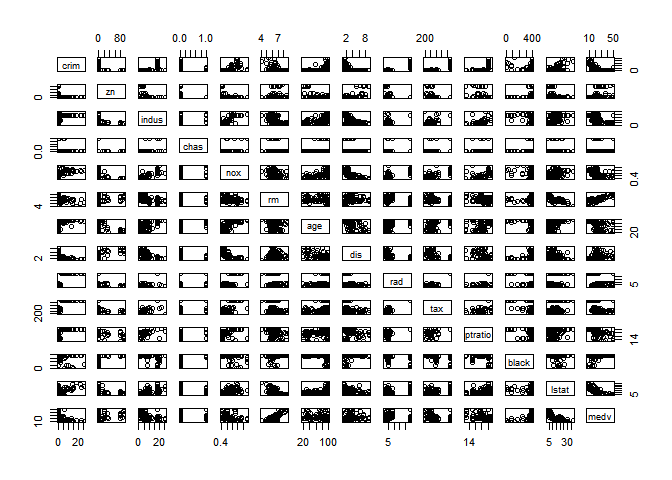 0 80 0.0 1.0 4 7 2 8 200 0 400 10 50
crim 0
0 zn
indus 0
0.0 chas
nox 0.4
4 rm
age 20
2 dis
rad 5
200 tax
ptratio 14
0 black
lstat 5
10 medv
0 20 0 20 0.4 20 100 5 14 5 30